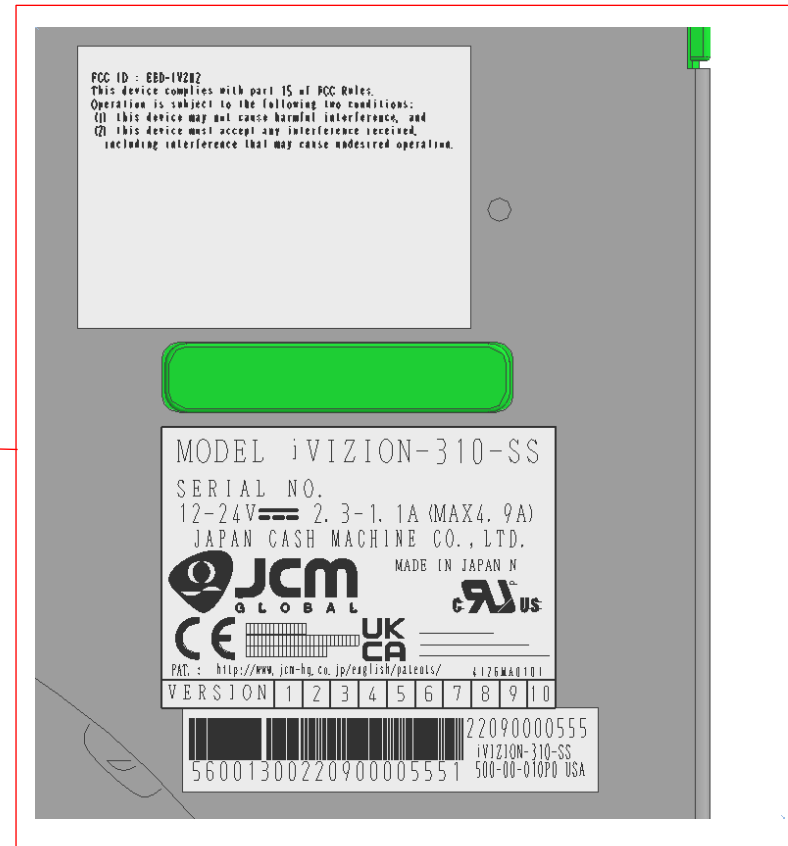 FCC ID : EBD-IV2N2
This device complies with part 15 of FCC Rules.
Operation is subject to the following two conditions:
(1) this device may not cause harmful interference, and
(2) this device must accept any interference received,
including interference that may cause undesired operation.
MODEL iVIZION-310-SS
SERIAL NO.
12-24V 2.3-1.1A (MAX4.9A)
JAPAN CASH MACHINE CO.,LTD.
JCM
GLOBAL
MADE IN JAPAN N
C RU US
CE
UK
CA
PAT. : http://www.jcm-hq.co.jp/english/patents/ 4126MA0101
VERSION 1 2 3 4 5 6 7 8 9 10
22090000555
iVIZION-310-SS
56001300220900005551 500-00-010P0 USA